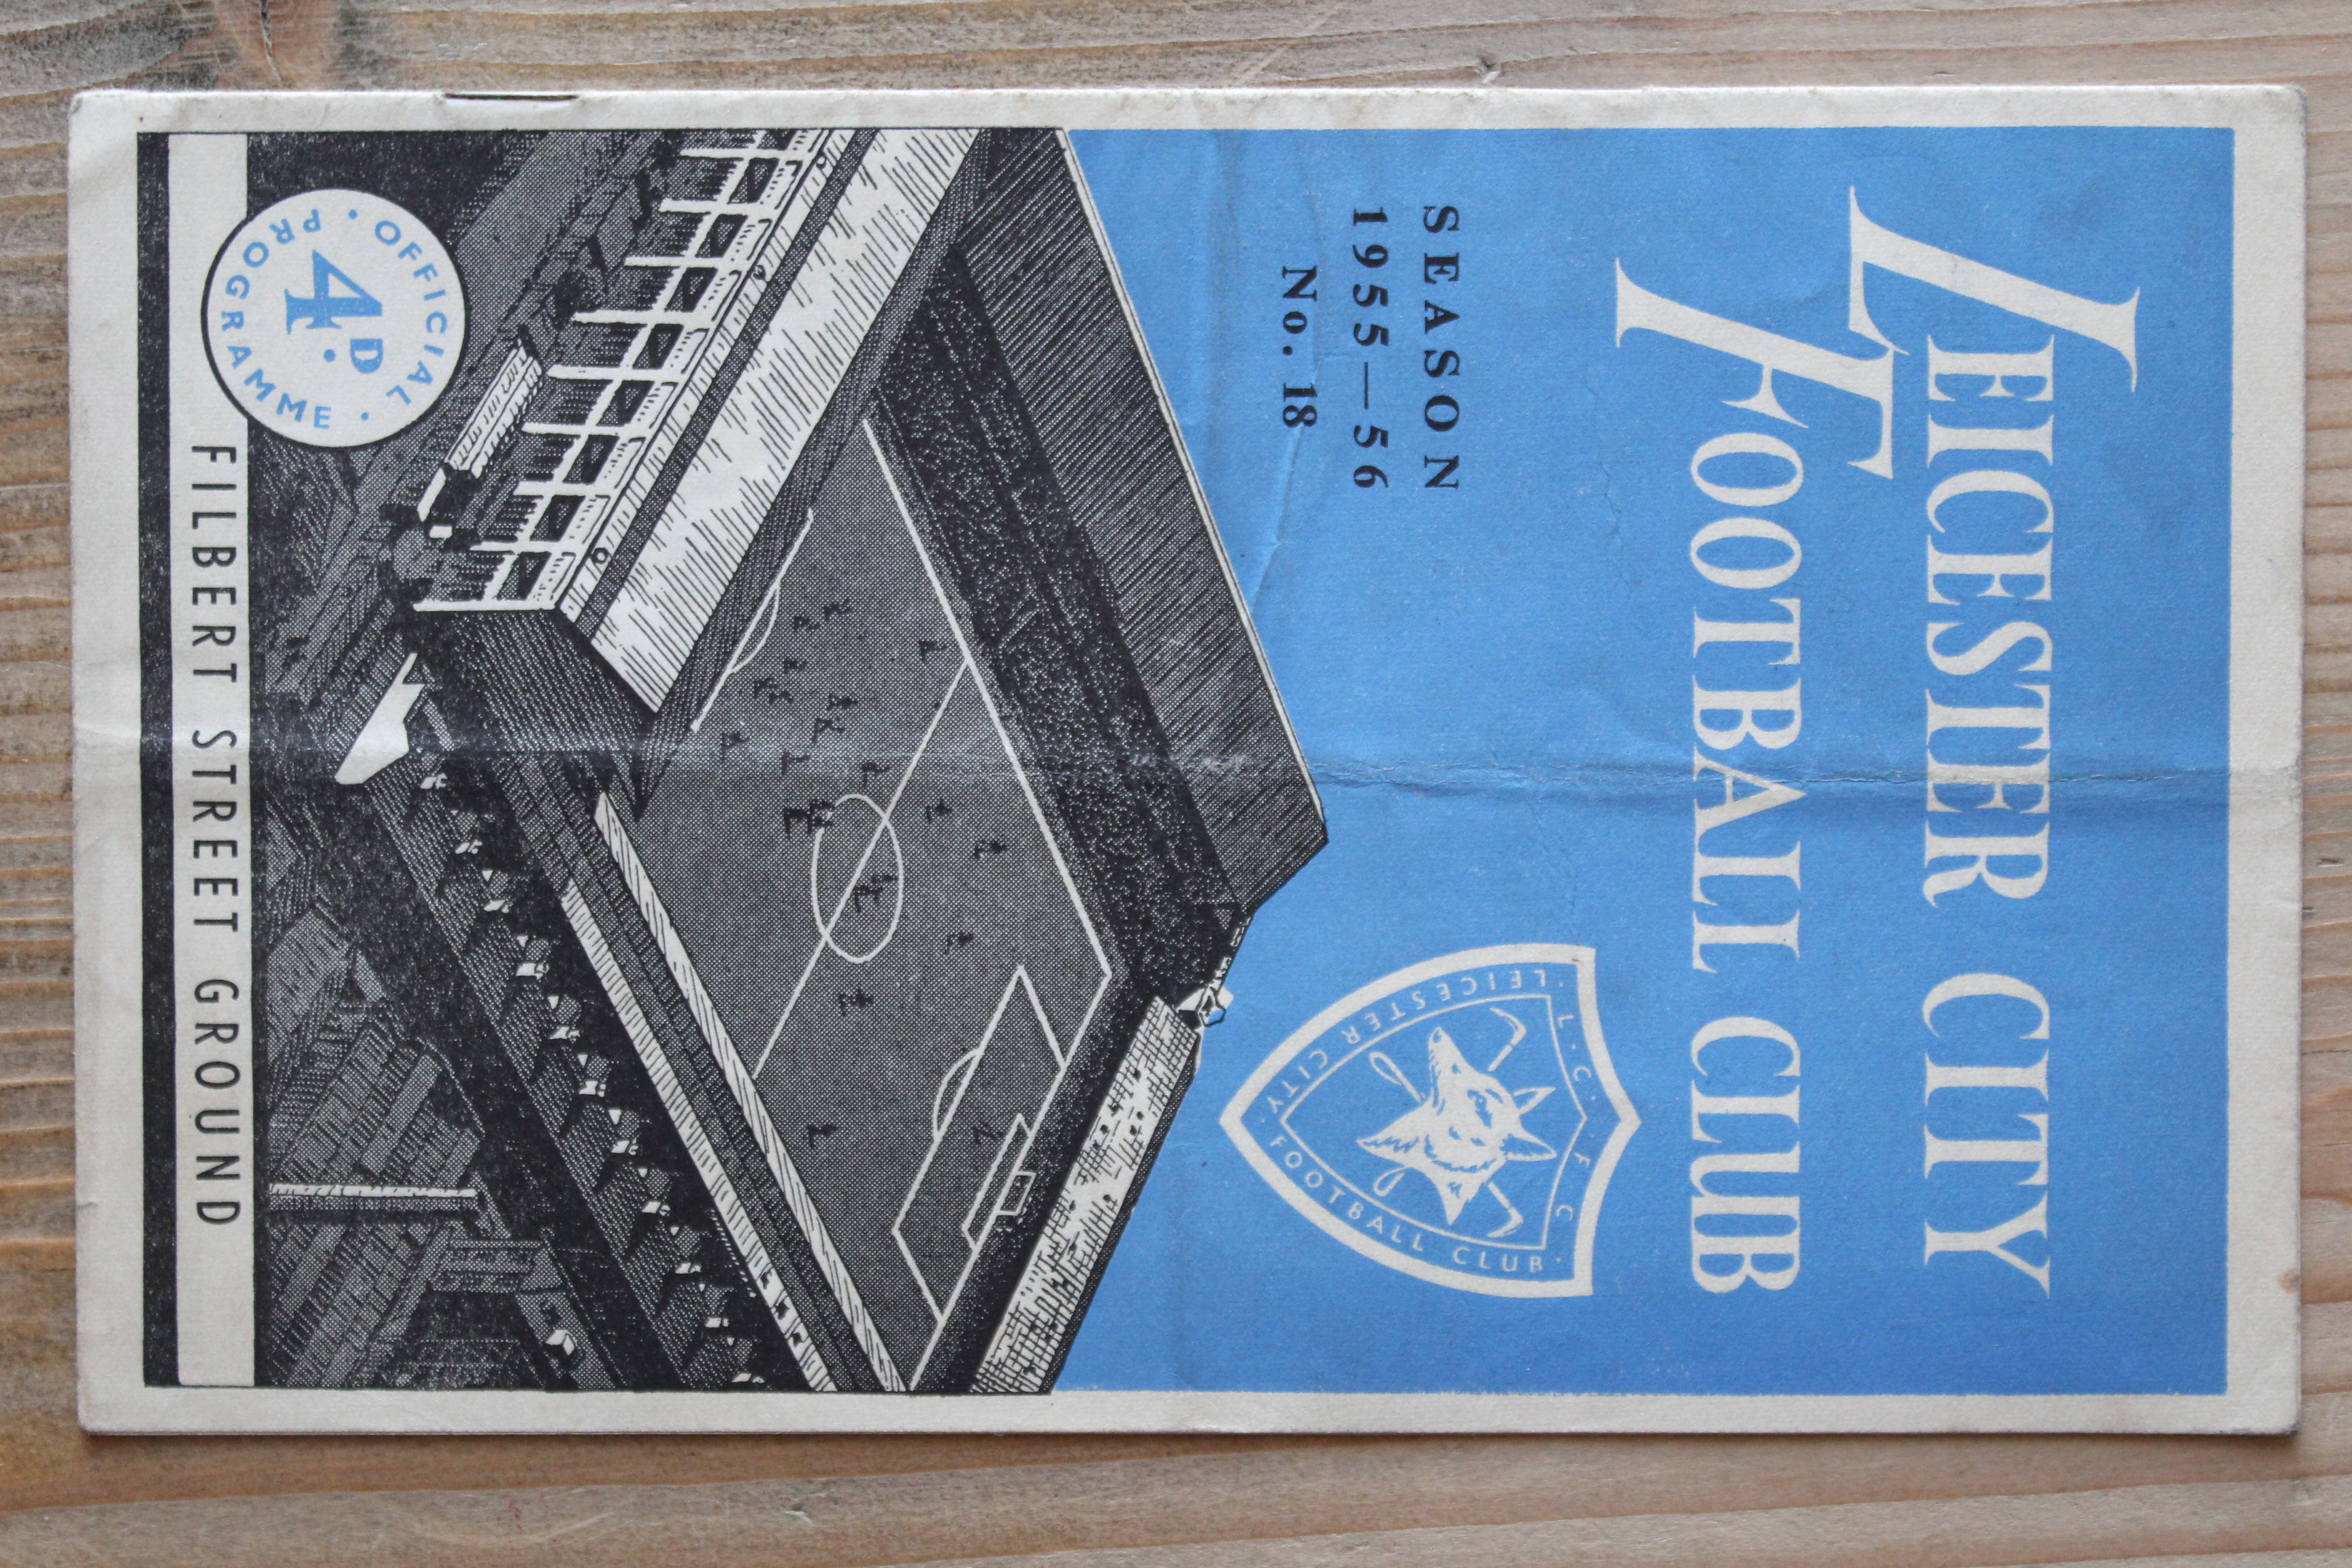 LEICESTER CITY
FOOTBALL CLUB
SEASON
1955—56
No. 18
L·C·F·C
·LEICESTER CITY·FOOTBALL CLUB·
·OFFICIAL·
4D.
PROGRAMME
FILBERT STREET GROUND